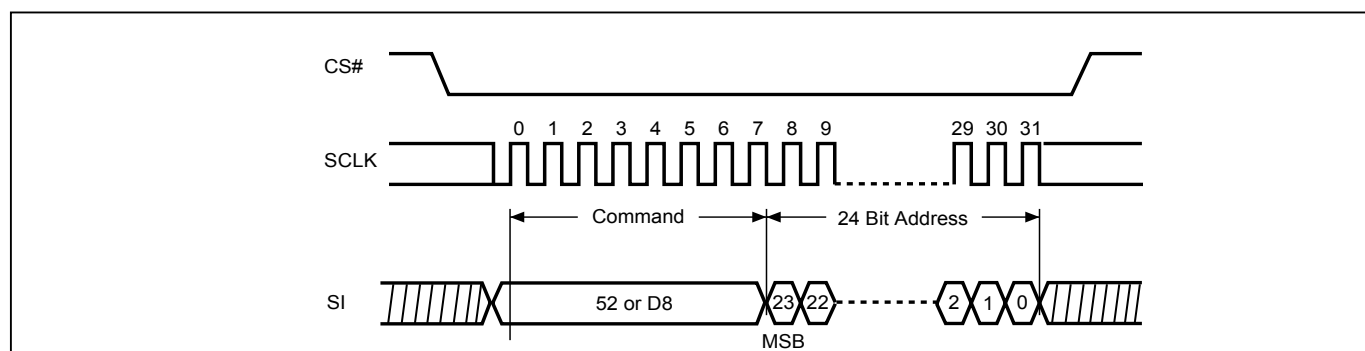 CS#
0 1 2 3 4 5 6 7 8 9 29 30 31
SCLK
Command 24 Bit Address
SI 52 or D8 23 22 2 1 0
MSB